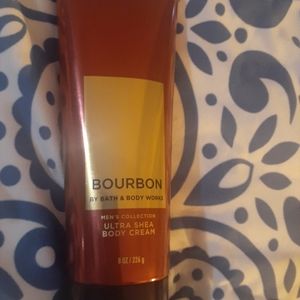 BOURBON
BY BATH & BODY WORKS
MEN'S COLLECTION
ULTRA SHEA
BODY CREAM
8 OZ / 226 g